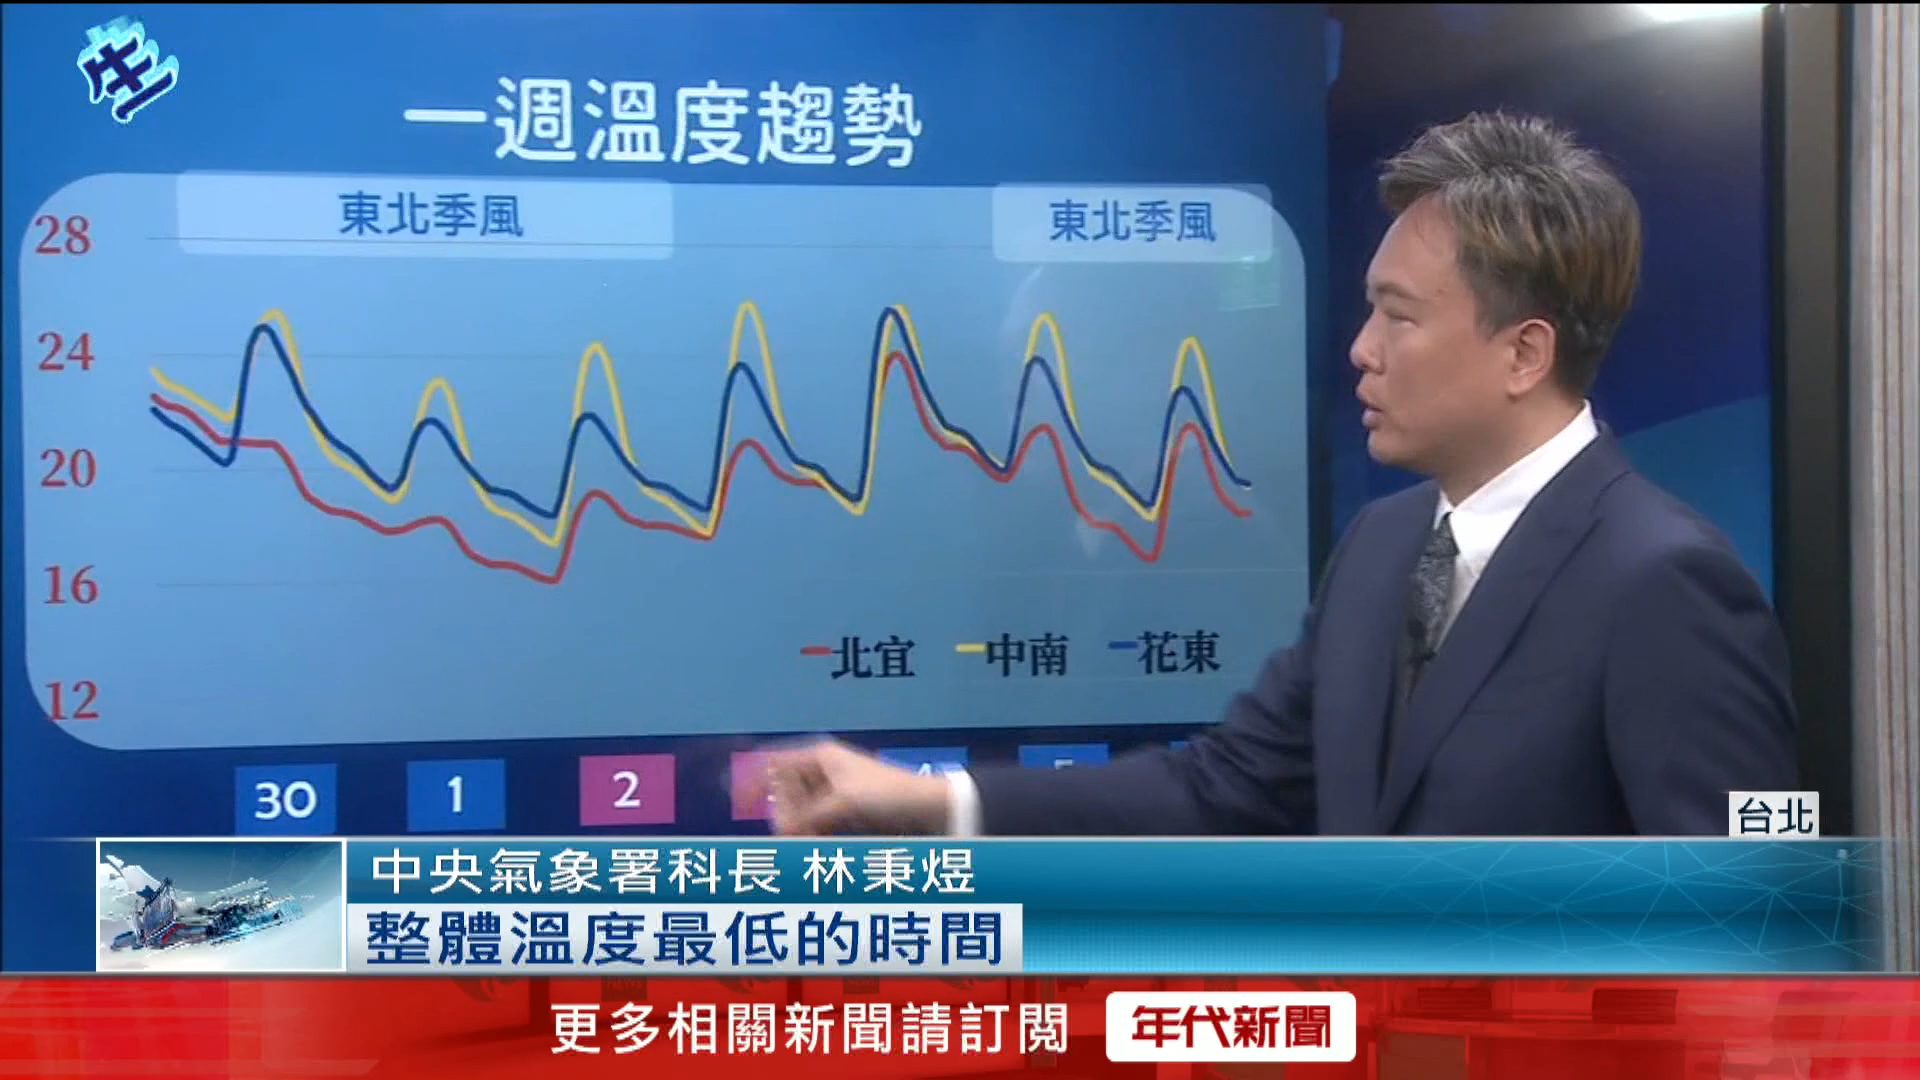 生
一週溫度趨勢
東北季風 東北季風
28
24
20
16
12
北宜 中南 花東
30 1 2
台北
中央氣象署科長 林秉煜
整體溫度最低的時間
更多相關新聞請訂閱 年代新聞